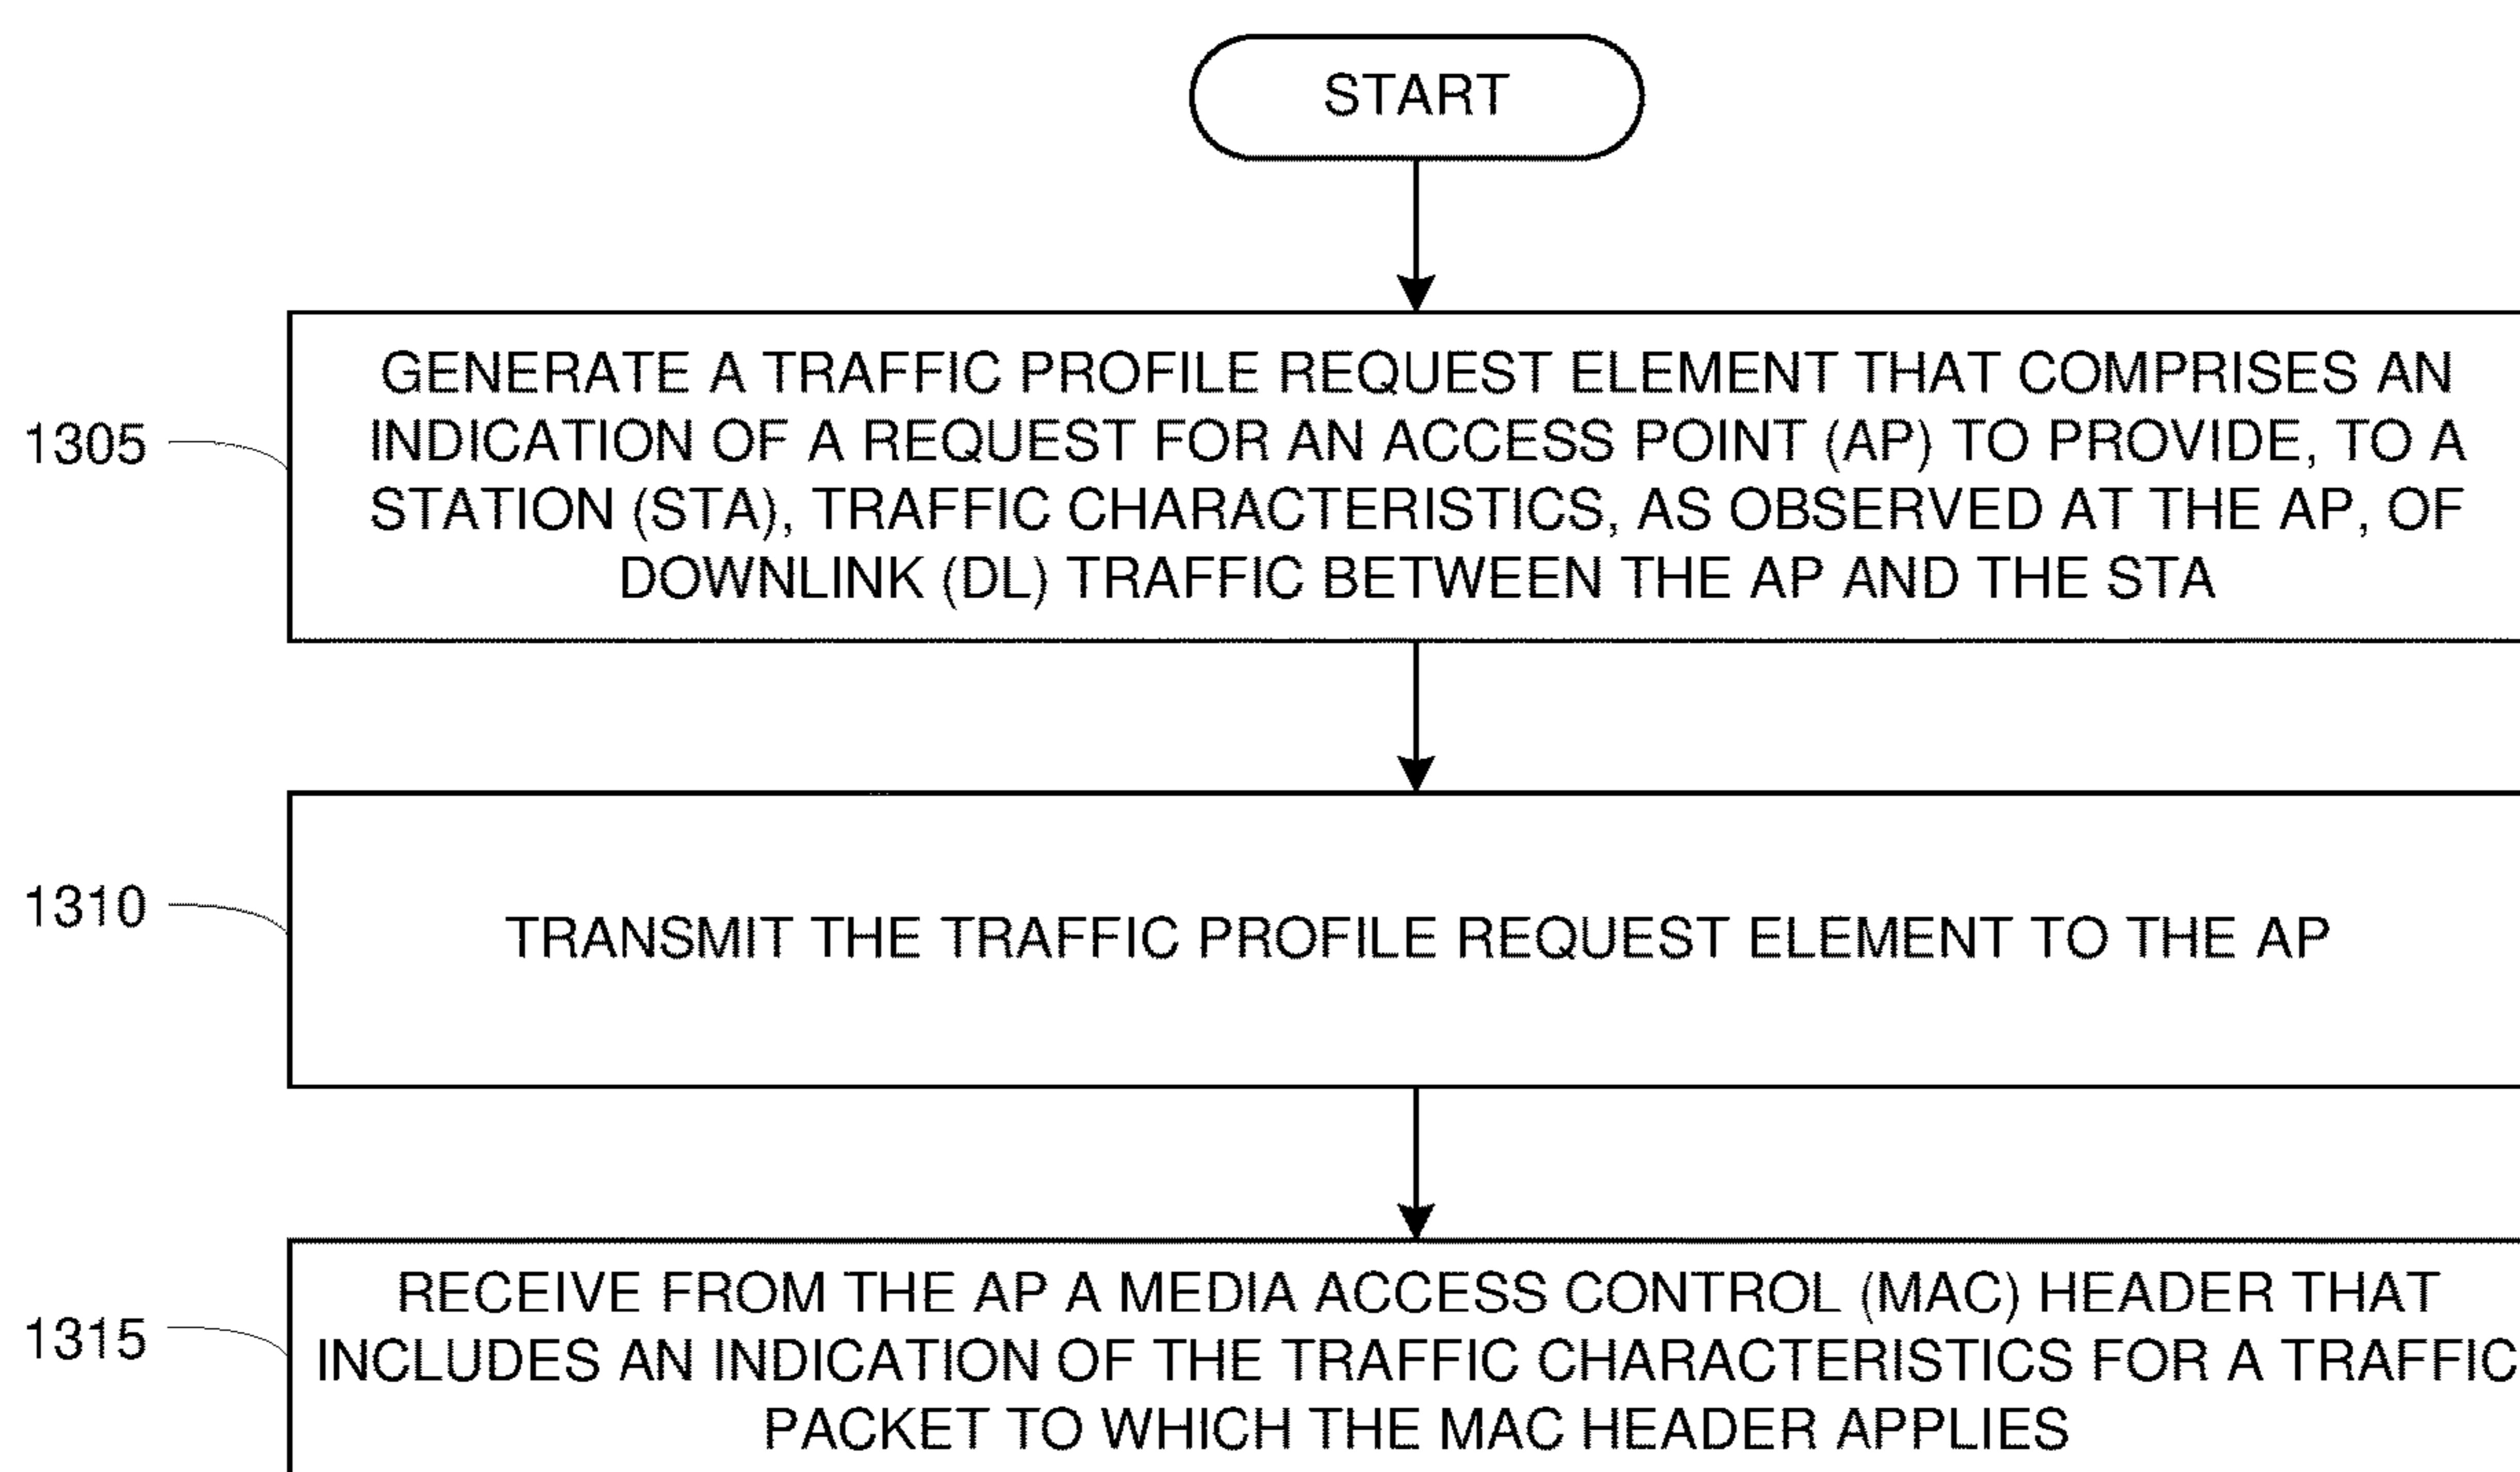 START
1305
GENERATE A TRAFFIC PROFILE REQUEST ELEMENT THAT COMPRISES AN
INDICATION OF A REQUEST FOR AN ACCESS POINT (AP) TO PROVIDE, TO A
STATION (STA), TRAFFIC CHARACTERISTICS, AS OBSERVED AT THE AP, OF
DOWNLINK (DL) TRAFFIC BETWEEN THE AP AND THE STA
1310
TRANSMIT THE TRAFFIC PROFILE REQUEST ELEMENT TO THE AP
1315
RECEIVE FROM THE AP A MEDIA ACCESS CONTROL (MAC) HEADER THAT
INCLUDES AN INDICATION OF THE TRAFFIC CHARACTERISTICS FOR A TRAFFIC
PACKET TO WHICH THE MAC HEADER APPLIES